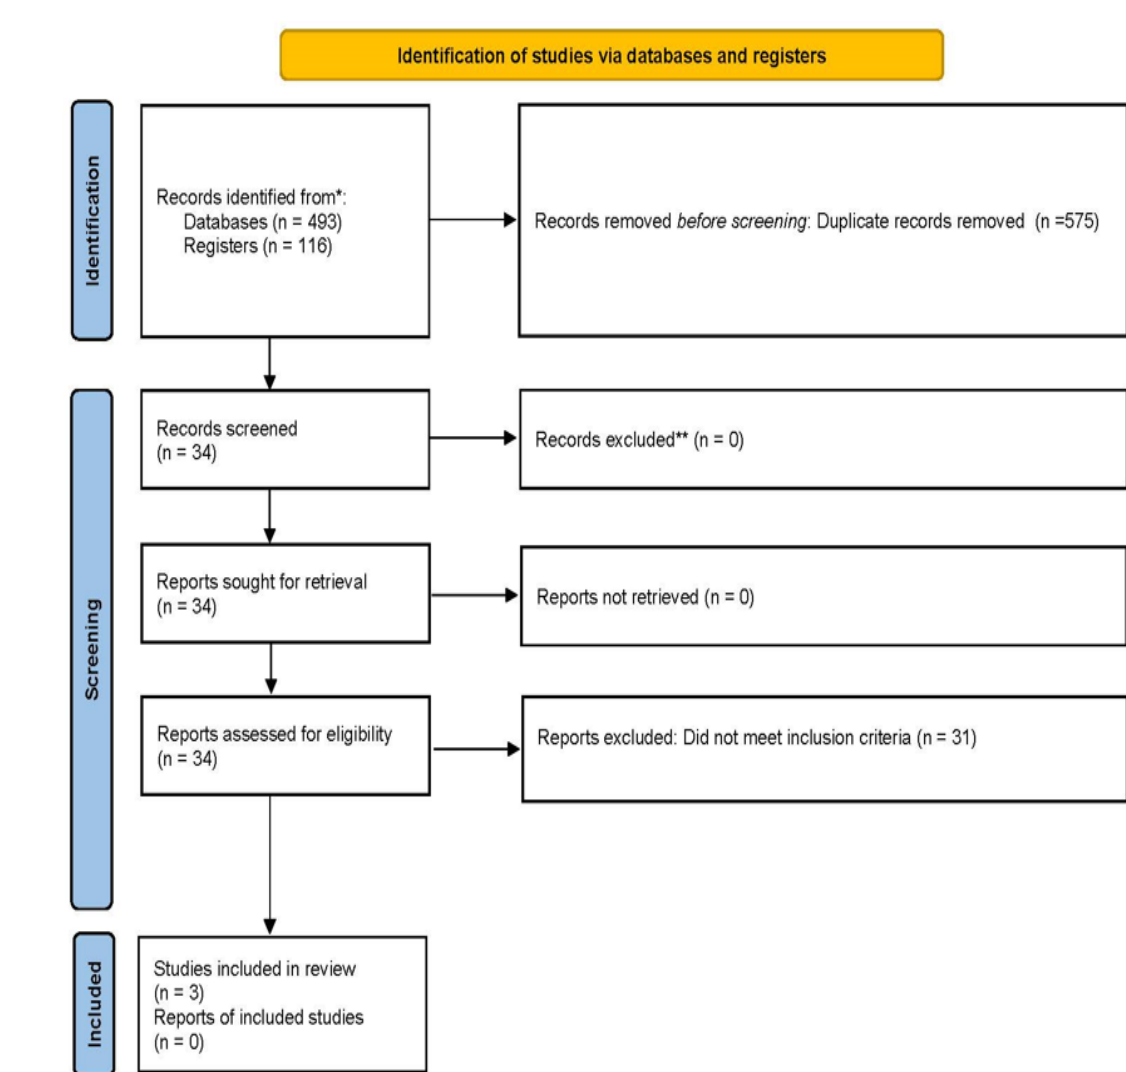 Identification of studies via databases and registers
Identification
Records identified from*:
Databases (n = 493)
Registers (n = 116)
Records removed before screening: Duplicate records removed (n =575)
Screening
Records screened
(n = 34)
Records excluded** (n = 0)
Reports sought for retrieval
(n = 34)
Reports not retrieved (n = 0)
Reports assessed for eligibility
(n = 34)
Reports excluded: Did not meet inclusion criteria (n = 31)
Included
Studies included in review
(n = 3)
Reports of included studies
(n = 0)